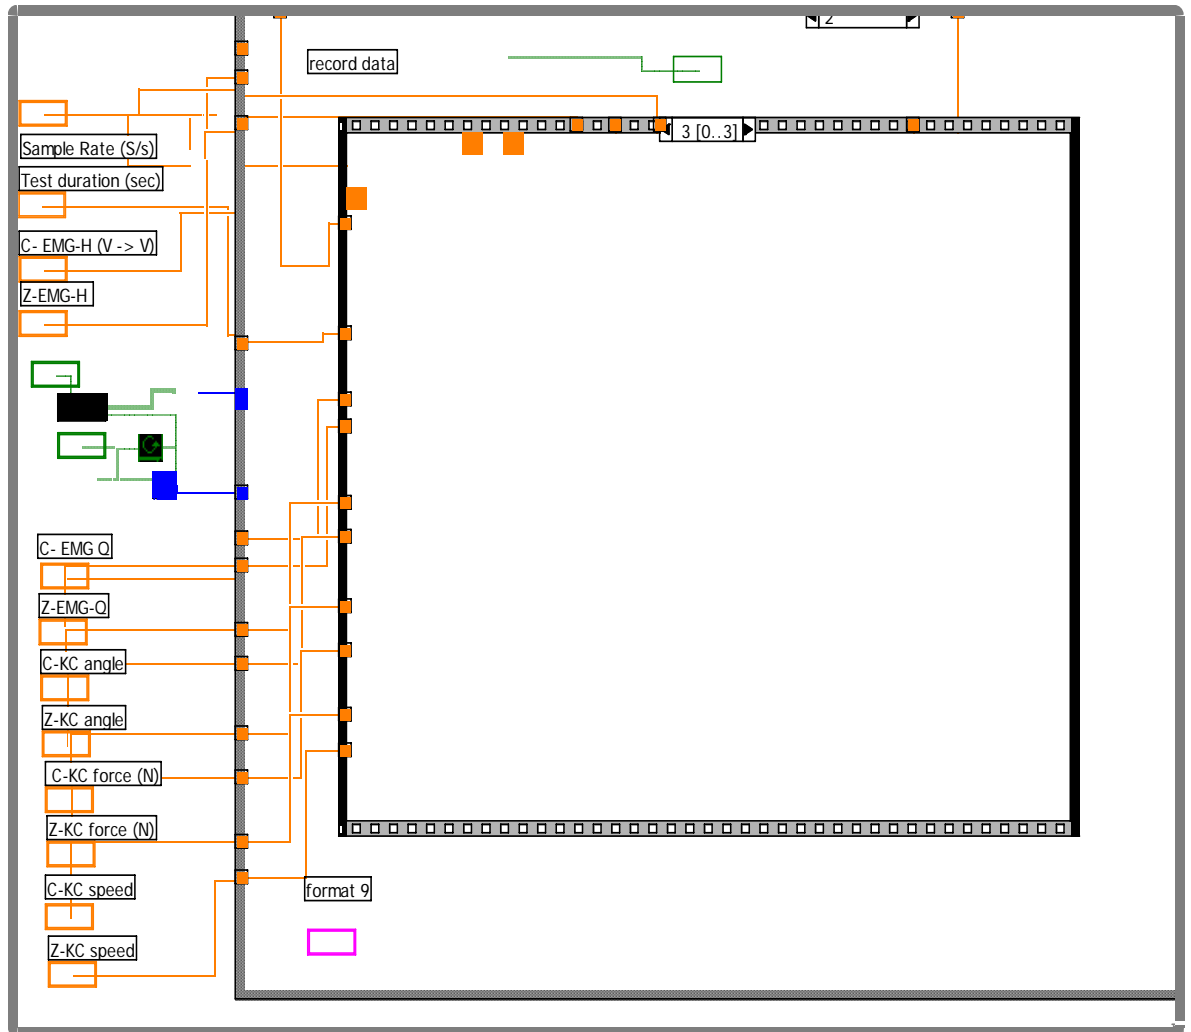 2
record data
3 [0..3]
Sample Rate (S/s)
Test duration (sec)
C- EMG-H (V -> V)
Z-EMG-H
C- EMG Q
Z-EMG-Q
C-KC angle
Z-KC angle
C-KC force (N)
Z-KC force (N)
C-KC speed
format 9
Z-KC speed